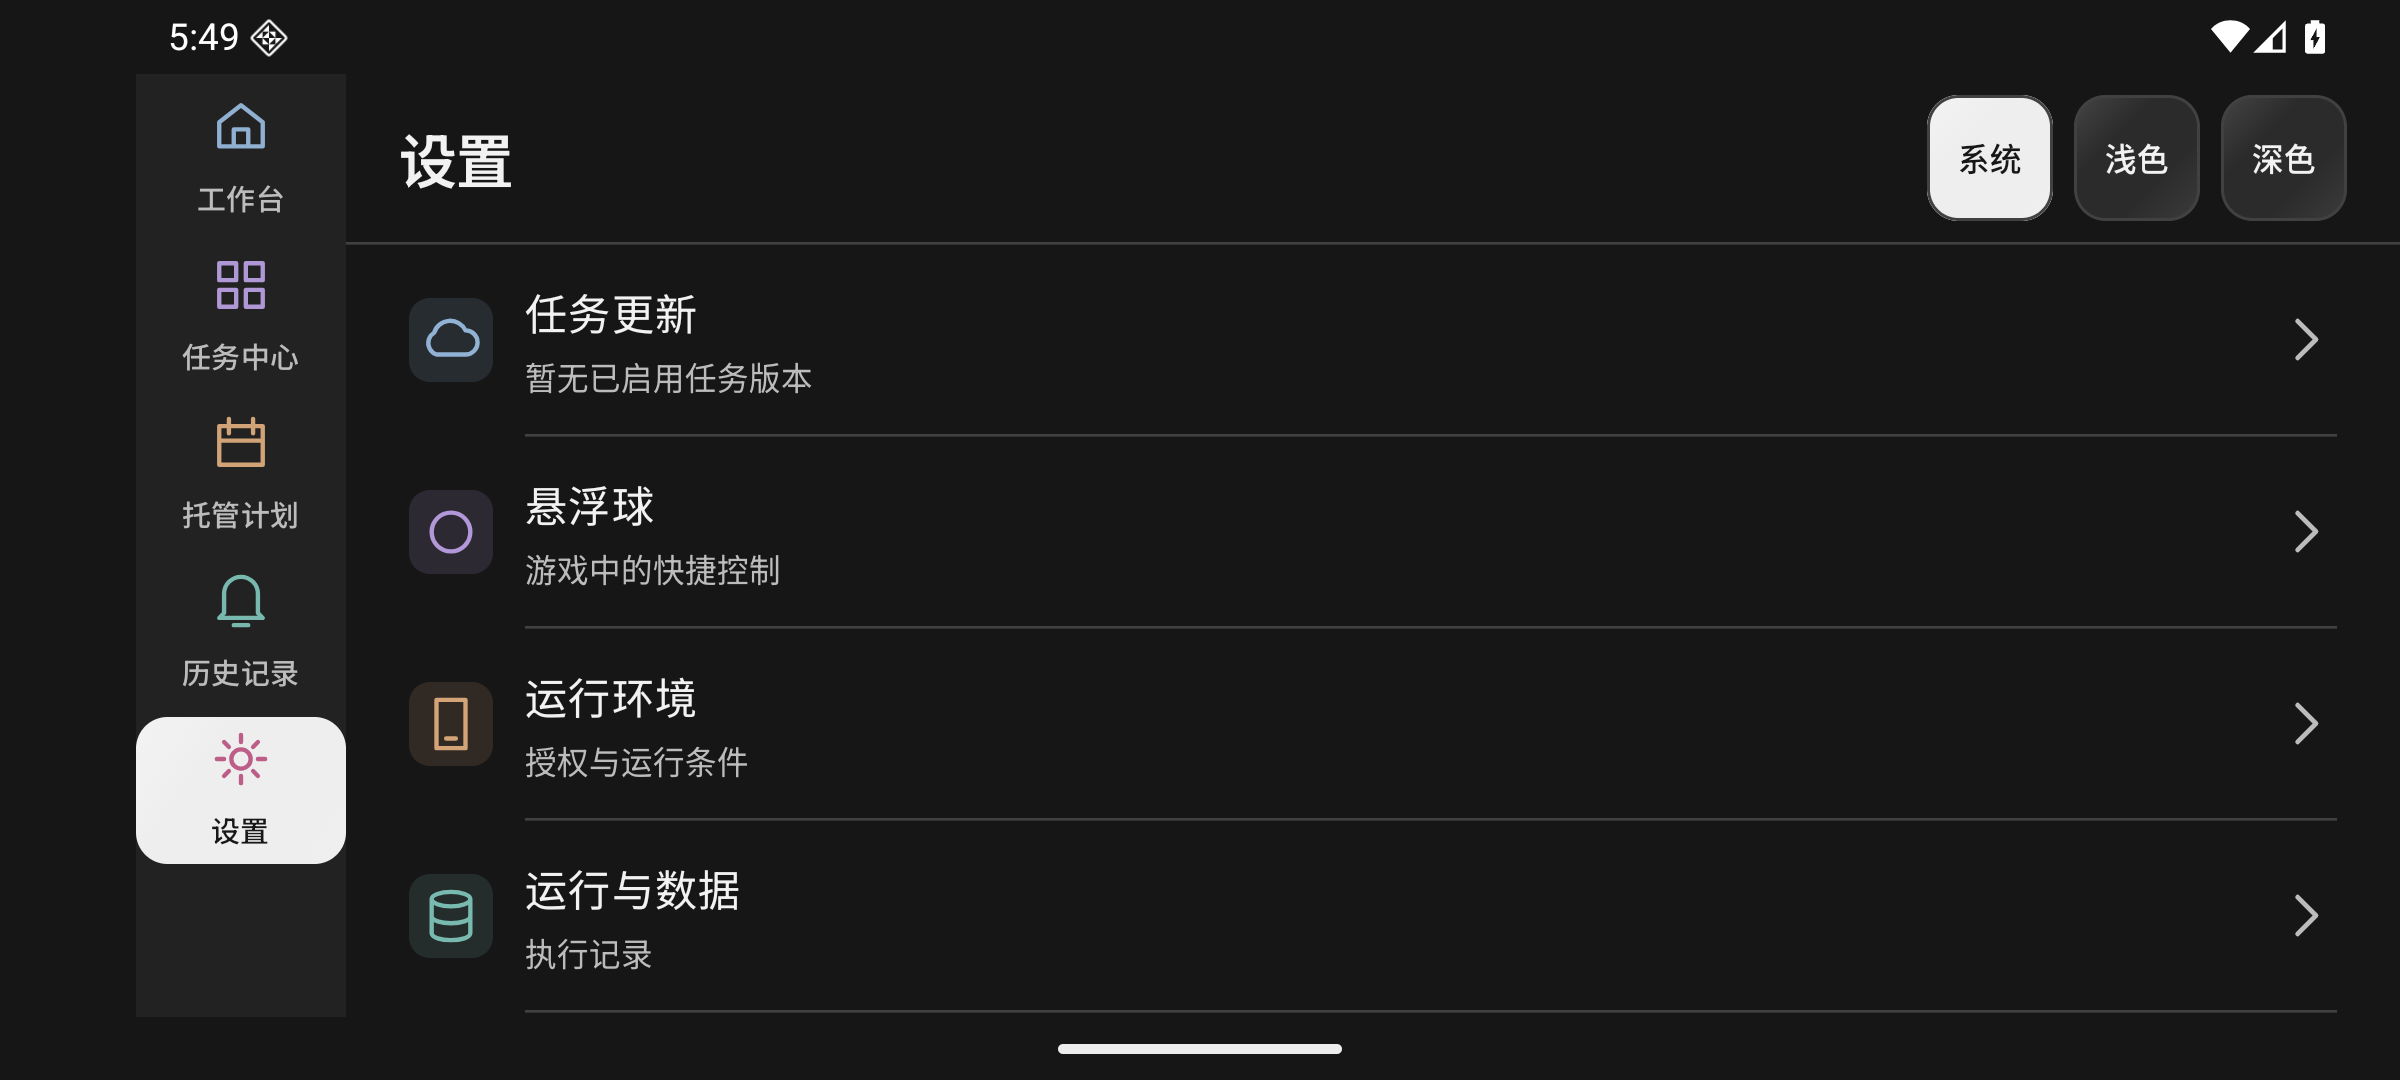 5:49
工作台
任务中心
托管计划
历史记录
设置
设置
系统
浅色
深色
任务更新
暂无已启用任务版本
悬浮球
游戏中的快捷控制
运行环境
授权与运行条件
运行与数据
执行记录